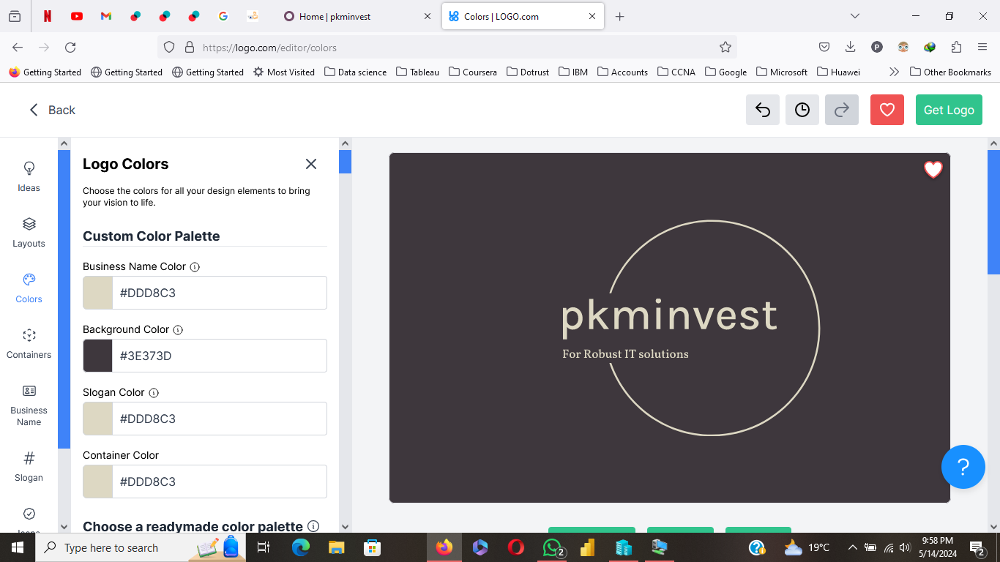 Home | pkminvest
Colors | LOGO.com
https://logo.com/editor/colors
Getting Started
Getting Started
Getting Started
Most Visited
Data science
Tableau
Coursera
Dotrust
IBM
Accounts
CCNA
Google
Microsoft
Huawei
Other Bookmarks
Back
Get Logo
Ideas
Layouts
Colors
Containers
Business
Name
Slogan
Logo Colors
Choose the colors for all your design elements to bring
your vision to life.
Custom Color Palette
Business Name Color
#DDD8C3
Background Color
#3E373D
Slogan Color
#DDD8C3
Container Color
#DDD8C3
Choose a readymade color palette
pkminvest
For Robust IT solutions
?
Type here to search
2
19°C
9:58 PM
5/14/2024
2